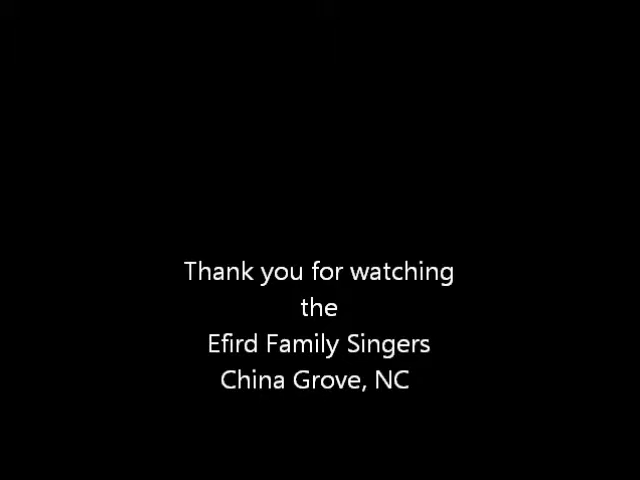 Thank you for watching
the
Efird Family Singers
China Grove, NC